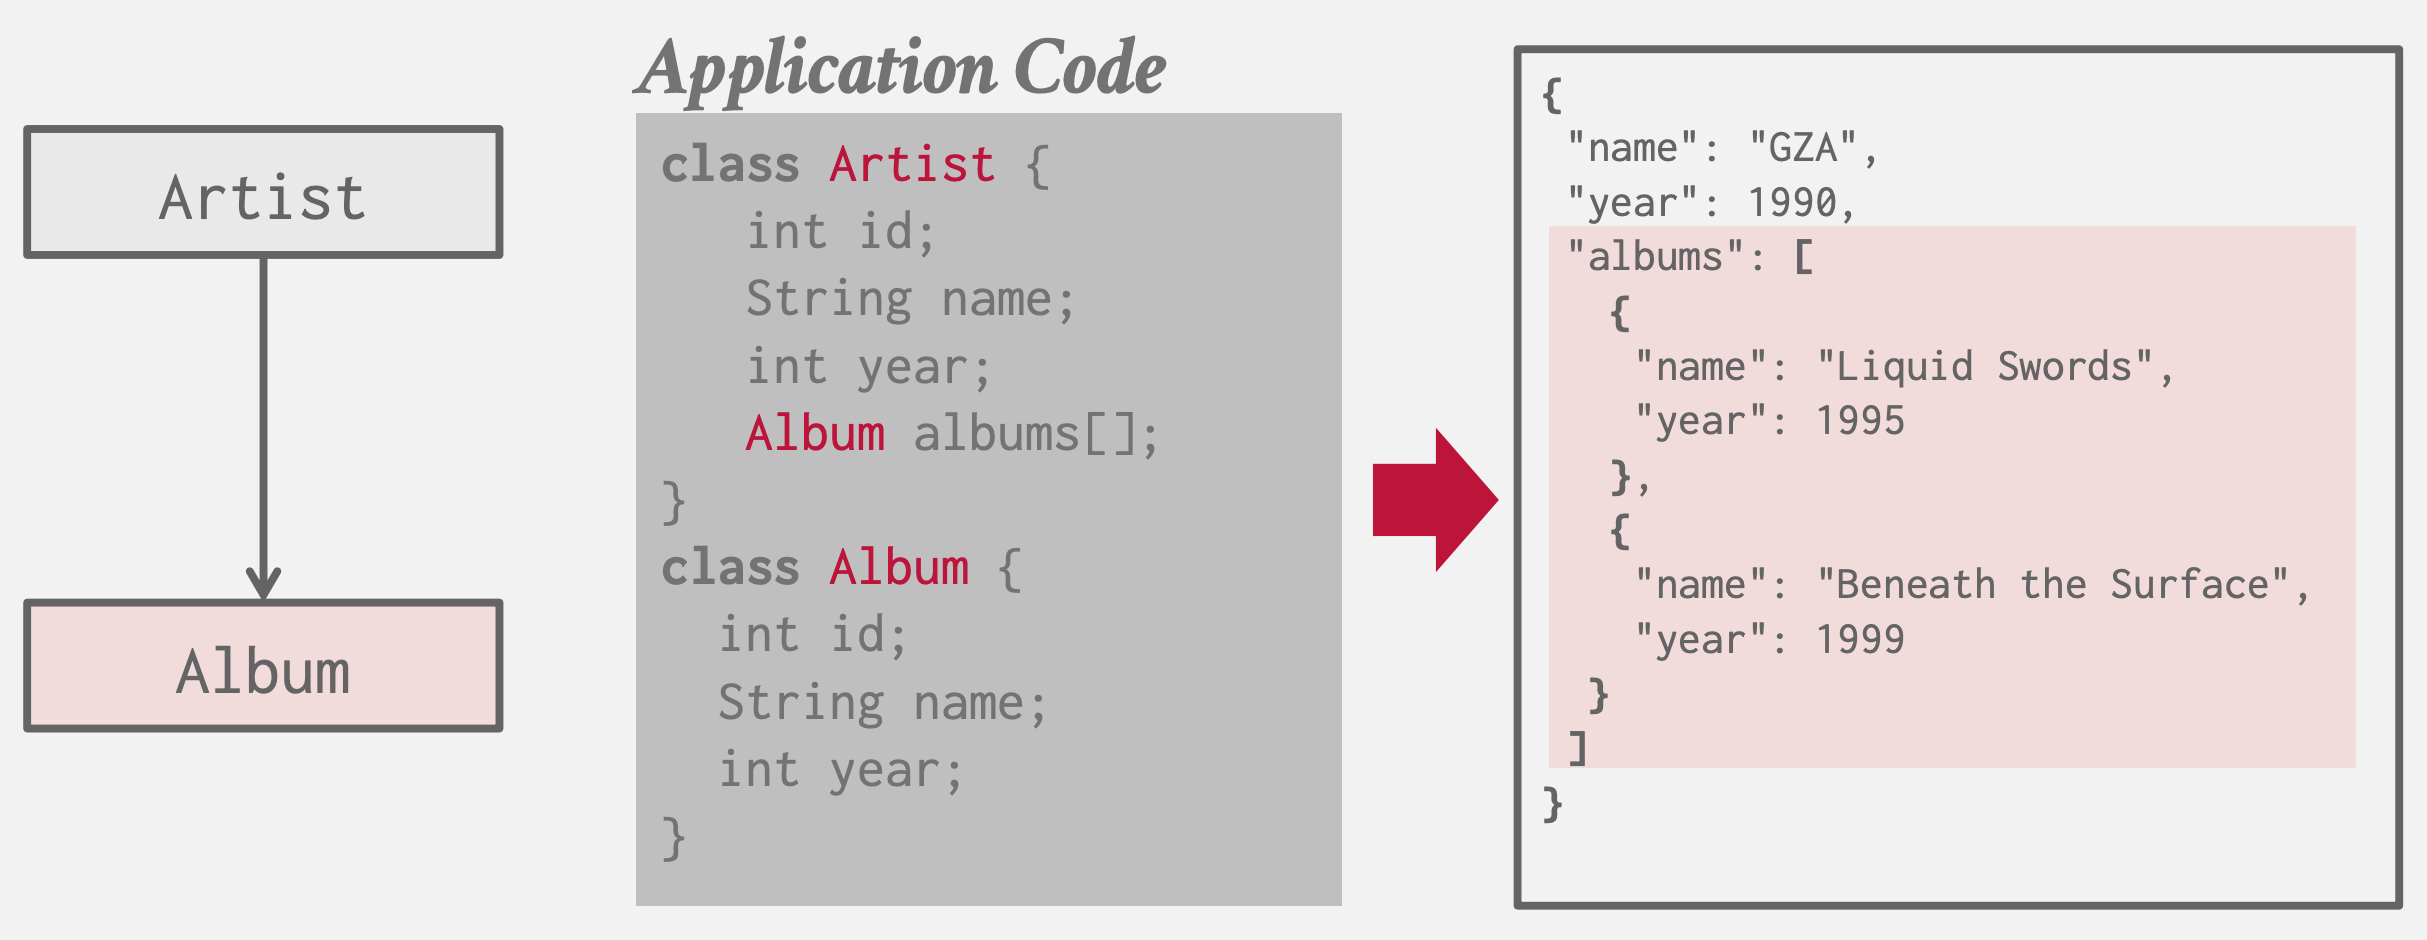 Artist
Album
Application Code
class Artist {
int id;
String name;
int year;
Album albums[];
}
class Album {
int id;
String name;
int year;
}
{
"name": "GZA",
"year": 1990,
"albums": [
{
"name": "Liquid Swords",
"year": 1995
},
{
"name": "Beneath the Surface",
"year": 1999
}
]
}